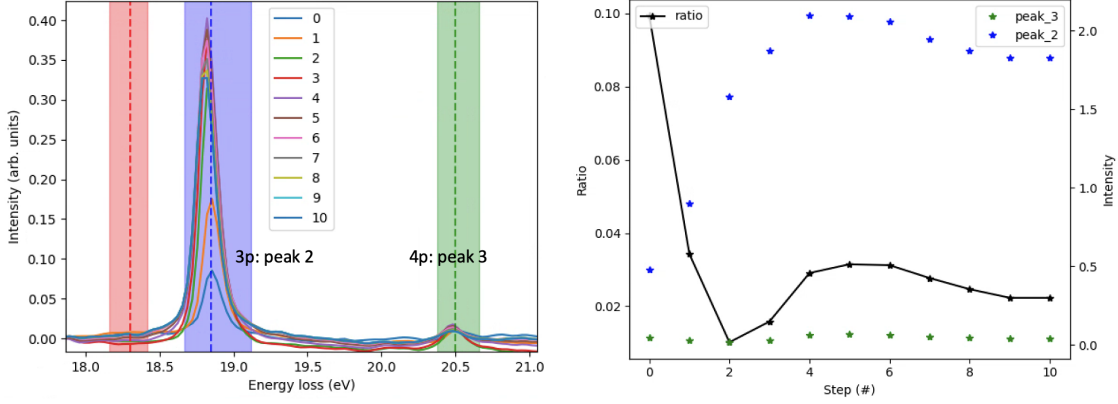 0.40
0.35
0.30
0.25
0.20
0.15
0.10
0.05
0.00
Intensity (arb. units)
18.0 18.5 19.0 19.5 20.0 20.5 21.0
Energy loss (eV)
0
1
2
3
4
5
6
7
8
9
10
3p: peak 2
4p: peak 3
0.10
0.08
0.06
0.04
0.02
Ratio
ratio
peak_3
peak_2
2.0
1.5
1.0
0.5
0.0
Intensity
0 2 4 6 8 10
Step (#)